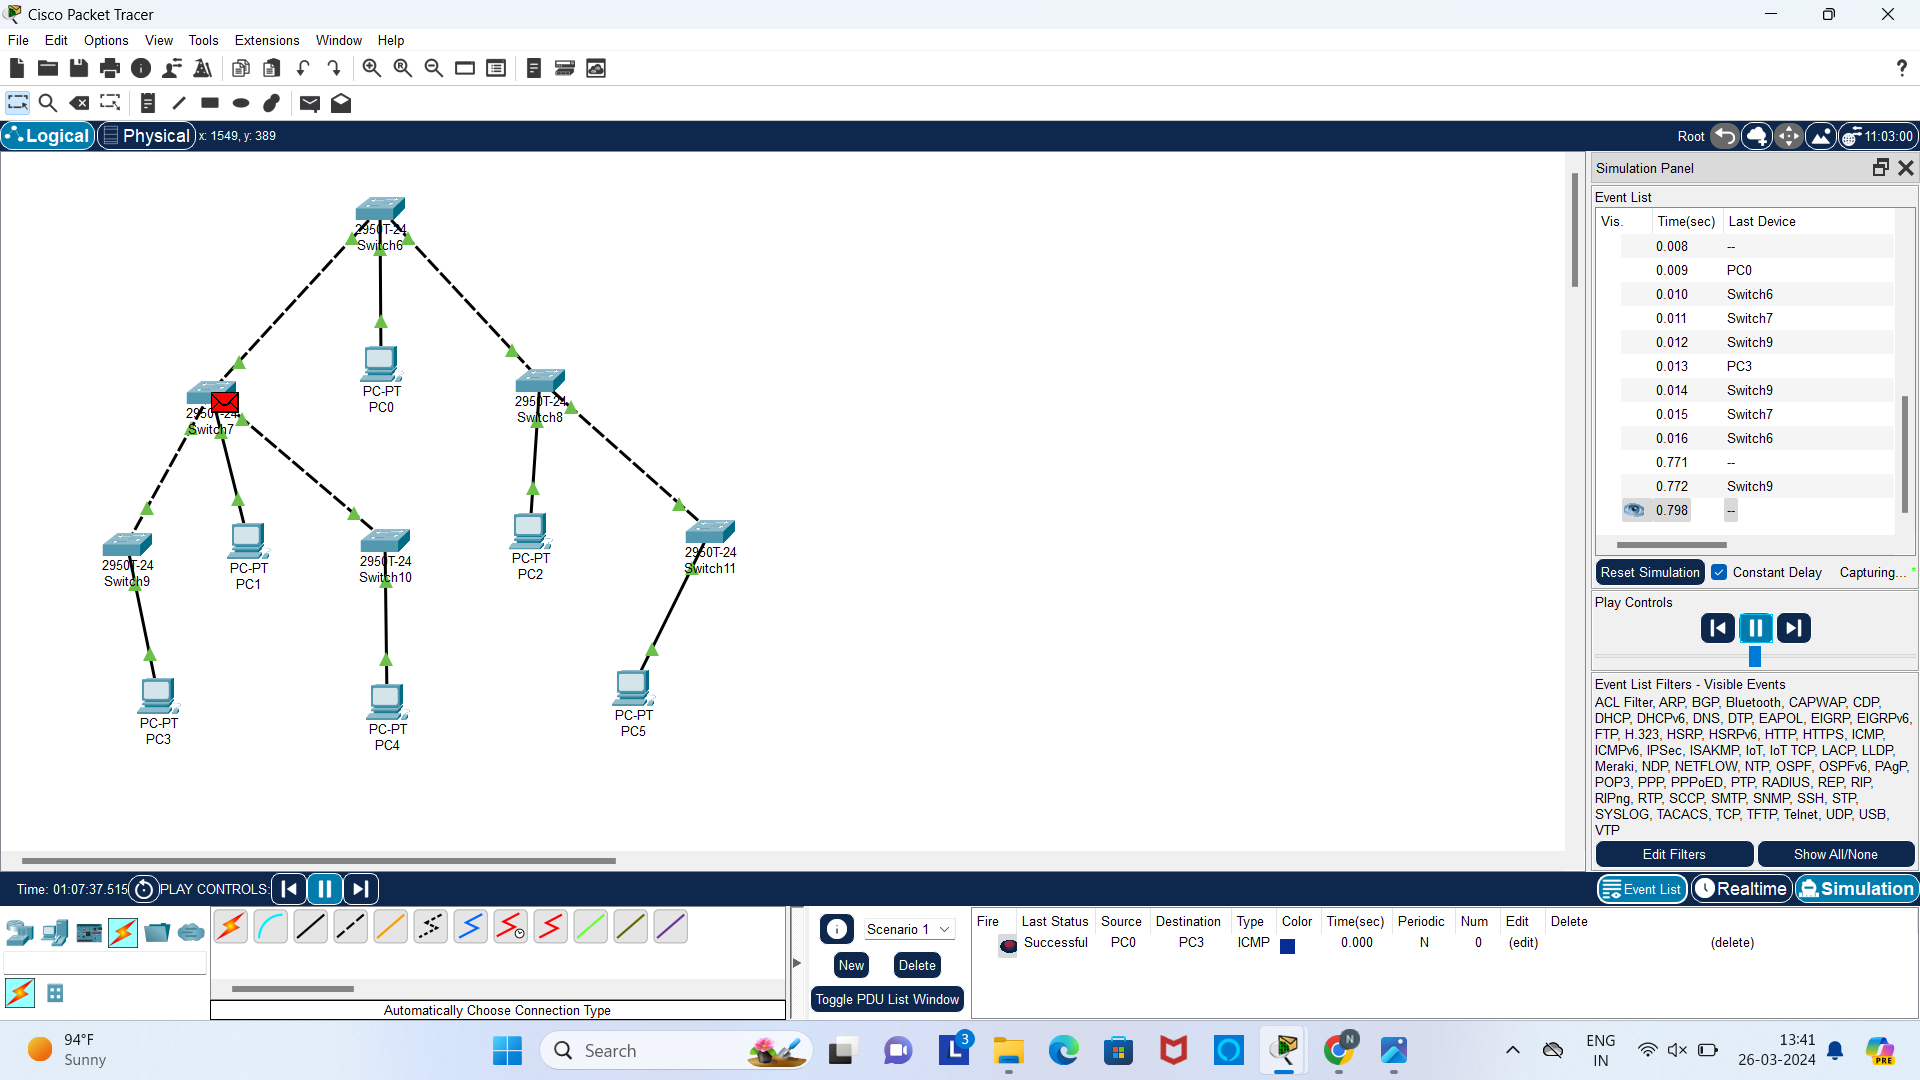 Cisco Packet Tracer
File Edit Options View Tools Extensions Window Help
?
Logical Physical x: 1549, y: 389
Root 11:03:00
2950T-24
Switch6
PC-PT
PC0
2950T-24
Switch7
2950T-24
Switch8
2950T-24
Switch9
PC-PT
PC1
2950T-24
Switch10
PC-PT
PC2
2950T-24
Switch11
PC-PT
PC3
PC-PT
PC4
PC-PT
PC5
Simulation Panel
Event List
Vis. Time(sec) Last Device
0.008 --
0.009 PC0
0.010 Switch6
0.011 Switch7
0.012 Switch9
0.013 PC3
0.014 Switch9
0.015 Switch7
0.016 Switch6
0.771 --
0.772 Switch9
0.798 --
Reset Simulation Constant Delay Capturing...
Play Controls
Event List Filters - Visible Events
ACL Filter, ARP, BGP, Bluetooth, CAPWAP, CDP,
DHCP, DHCPv6, DNS, DTP, EAPOL, EIGRP, EIGRPv6,
FTP, H.323, HSRP, HSRPv6, HTTP, HTTPS, ICMP,
ICMPv6, IPSec, ISAKMP, IoT, IoT TCP, LACP, LLDP,
Meraki, NDP, NETFLOW, NTP, OSPF, OSPFv6, PAgP,
POP3, PPP, PPPoED, PTP, RADIUS, REP, RIP,
RIPng, RTP, SCCP, SMTP, SNMP, SSH, STP,
SYSLOG, TACACS, TCP, TFTP, Telnet, UDP, USB,
VTP
Edit Filters Show All/None
Time: 01:07:37.515 PLAY CONTROLS:
Event List Realtime Simulation
Automatically Choose Connection Type
Scenario 1
New Delete
Toggle PDU List Window
Fire Last Status Source Destination Type Color Time(sec) Periodic Num Edit Delete
Successful PC0 PC3 ICMP 0.000 N 0 (edit) (delete)
94°F
Sunny
Search
3
L
N
ENG
IN
13:41
26-03-2024
PRE